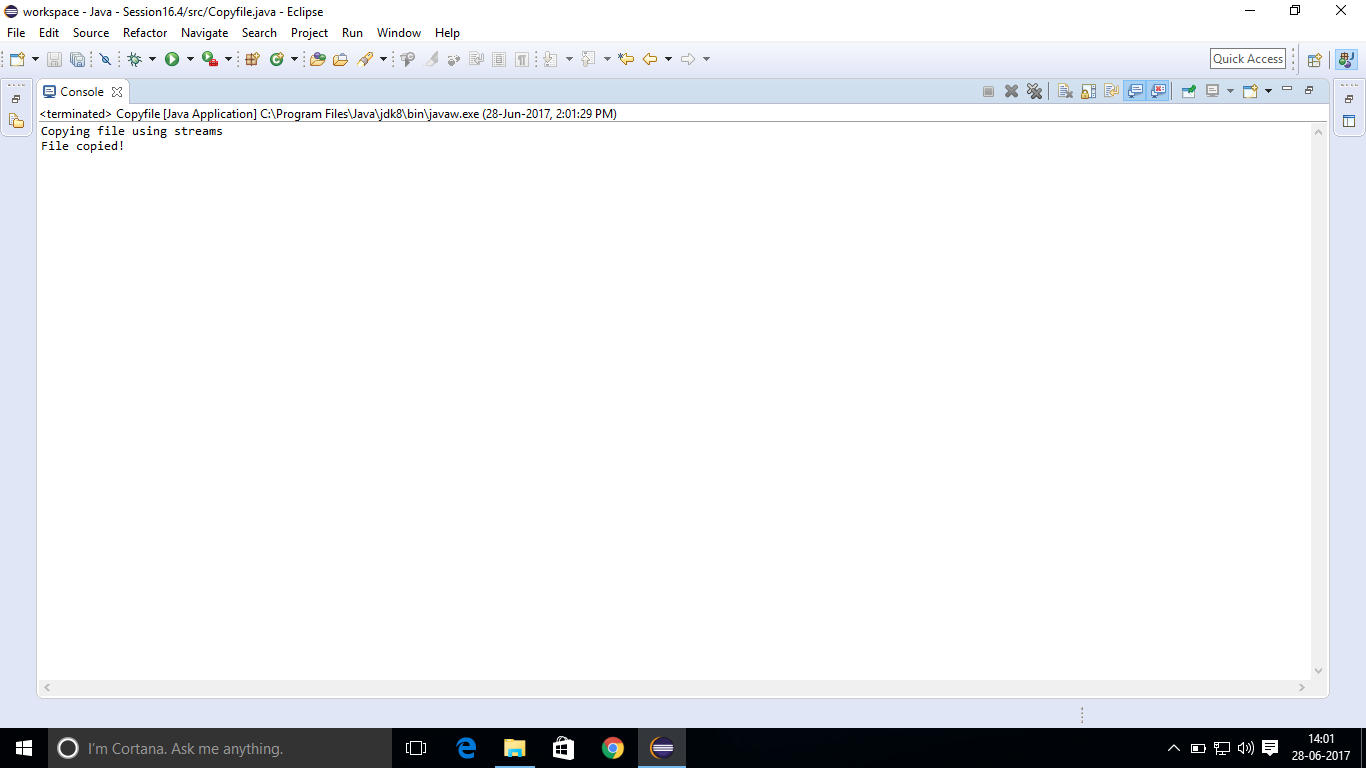 workspace - Java - Session16.4/src/Copyfile.java - Eclipse
File Edit Source Refactor Navigate Search Project Run Window Help
Quick Access
Console
<terminated> Copyfile [Java Application] C:\Program Files\Java\jdk8\bin\javaw.exe (28-Jun-2017, 2:01:29 PM)
Copying file using streams
File copied!
I'm Cortana. Ask me anything.
14:01
28-06-2017